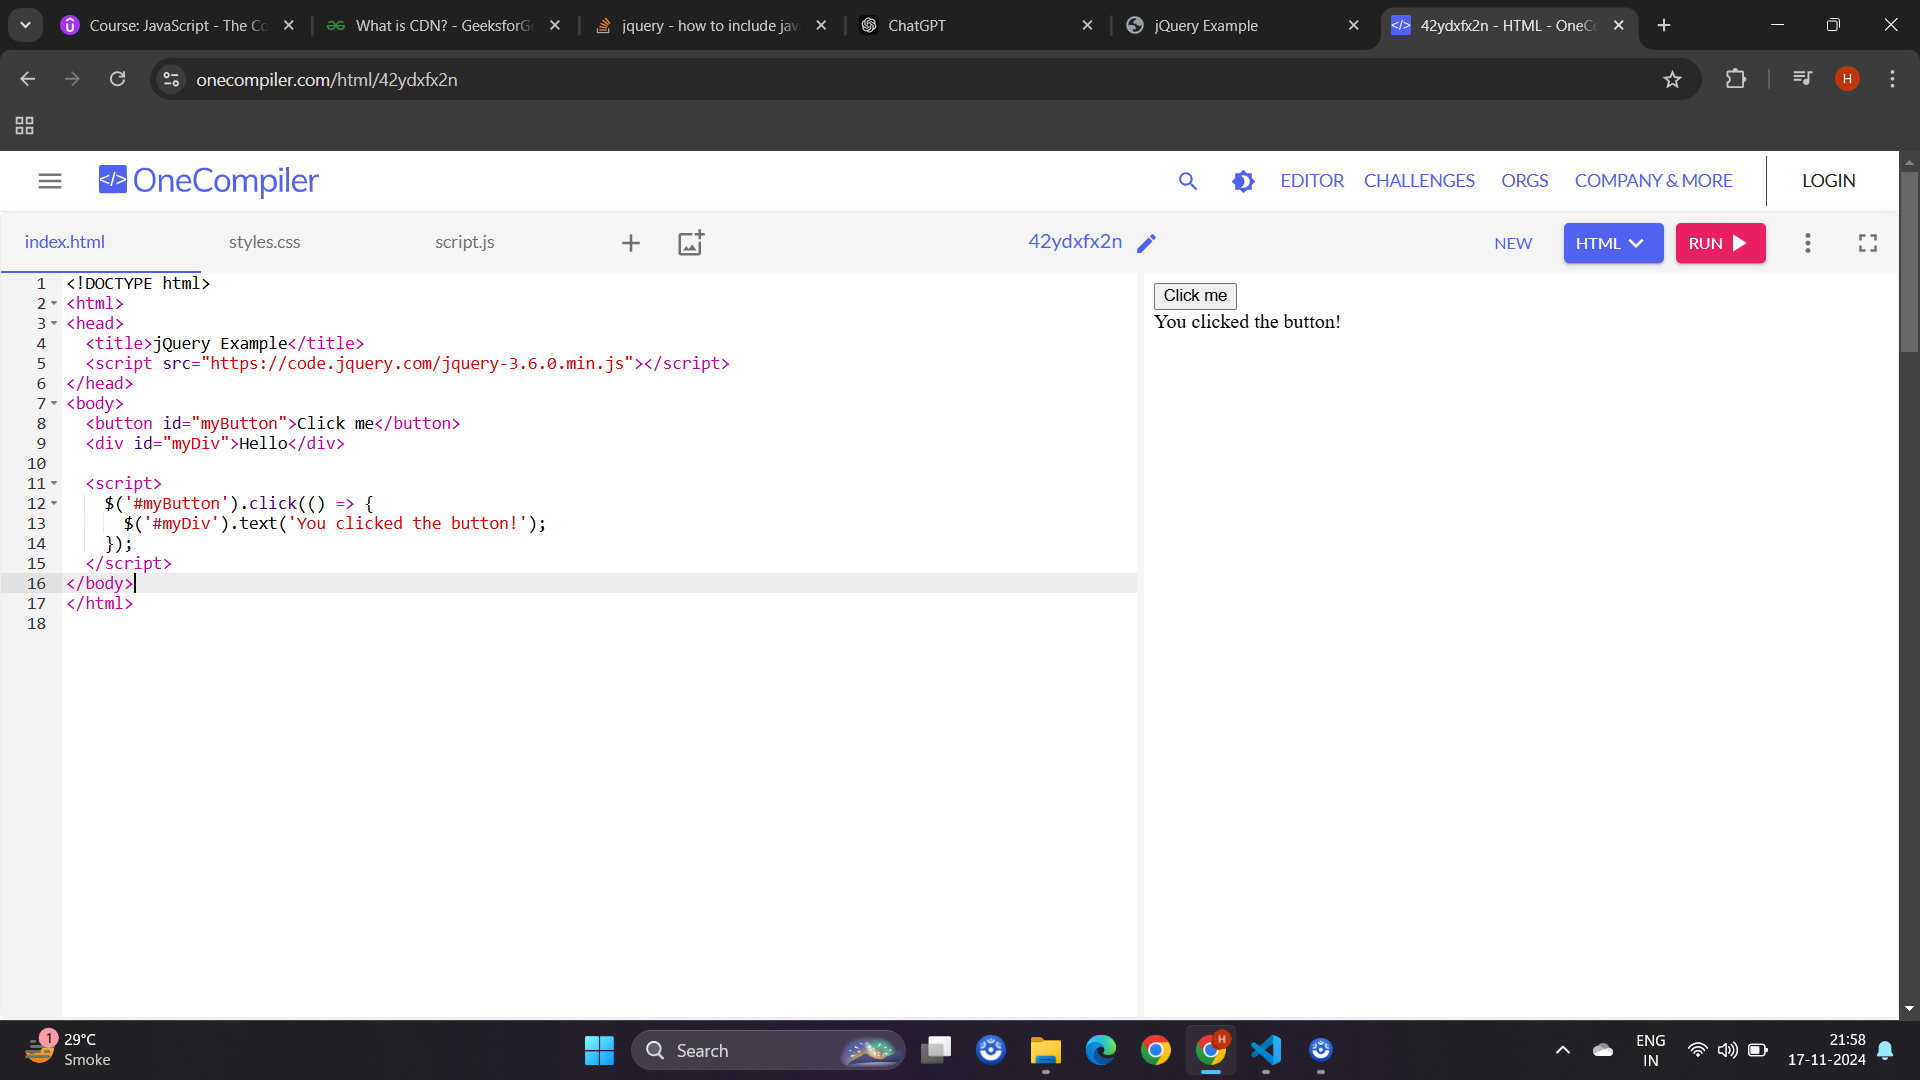 Course: JavaScript - The Co
What is CDN? - GeeksforGe
jquery - how to include jav
ChatGPT
jQuery Example
42ydxfx2n - HTML - OneCo
onecompiler.com/html/42ydxfx2n
H
</> OneCompiler
EDITOR
CHALLENGES
ORGS
COMPANY & MORE
LOGIN
index.html
styles.css
script.js
42ydxfx2n
NEW
HTML
RUN
1 <!DOCTYPE html>
2 <html>
3 <head>
4 <title>jQuery Example</title>
5 <script src="https://code.jquery.com/jquery-3.6.0.min.js"></script>
6 </head>
7 <body>
8 <button id="myButton">Click me</button>
9 <div id="myDiv">Hello</div>
10
11 <script>
12 $('#myButton').click(() => {
13 $('#myDiv').text('You clicked the button!');
14 });
15 </script>
16 </body>
17 </html>
18
Click me
You clicked the button!
1
29°C
Smoke
Search
H
ENG
IN
21:58
17-11-2024